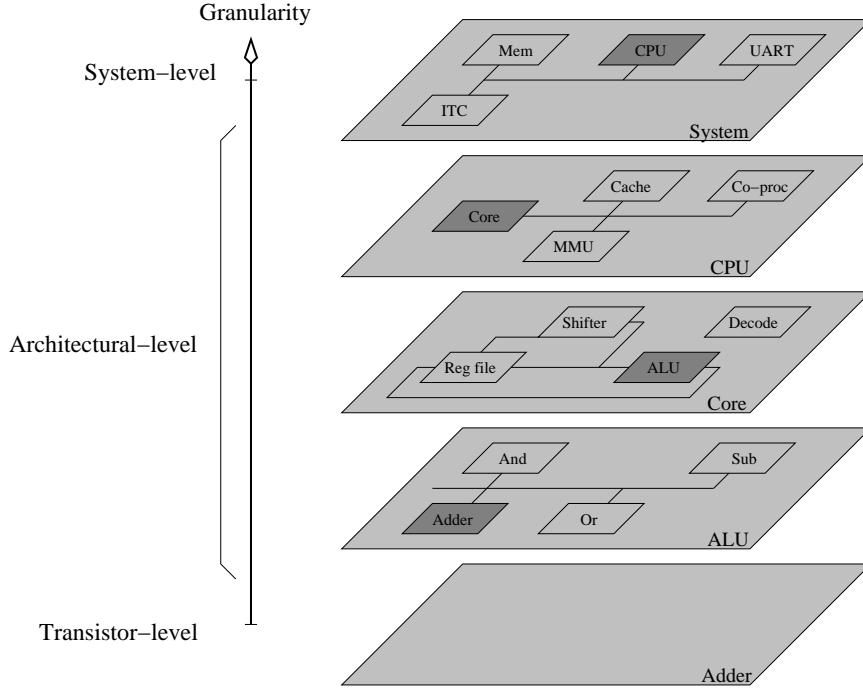 Granularity
System−level
Mem
CPU
UART
ITC
System
Cache
Co−proc
Core
MMU
CPU
Architectural−level
Shifter
Decode
Reg file
ALU
Core
And
Sub
Adder
Or
ALU
Transistor−level
Adder